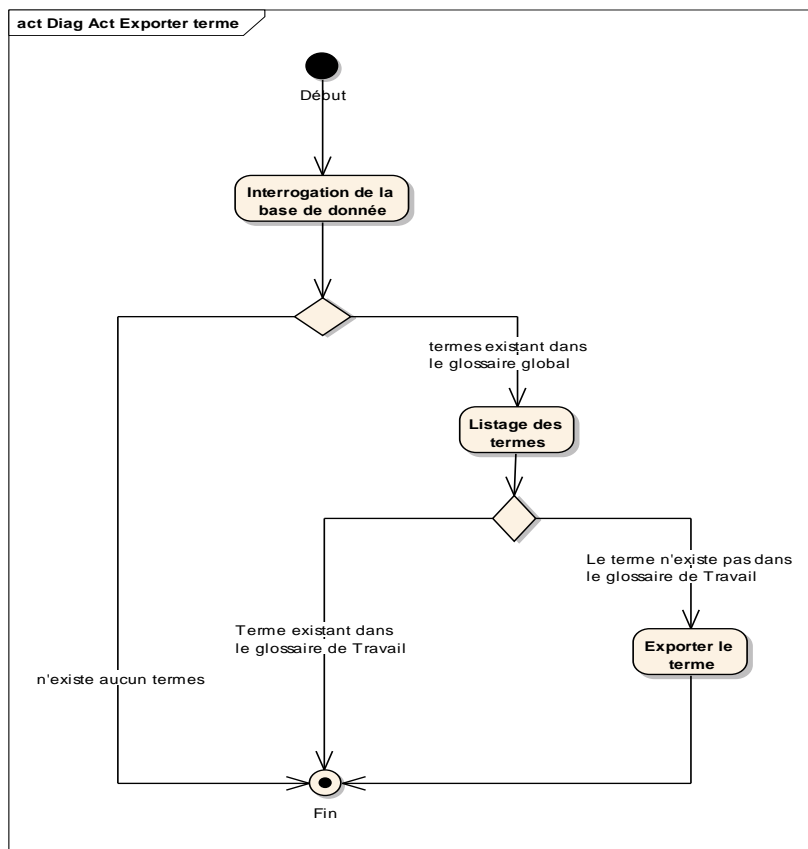 act Diag Act Exporter terme
Début
Interrogation de la
base de donnée
termes existant dans
le glossaire global
Listage des
termes
Le terme n'existe pas dans
le glossaire de Travail
Terme existant dans
le glossaire de Travail
Exporter le
terme
n'existe aucun termes
Fin